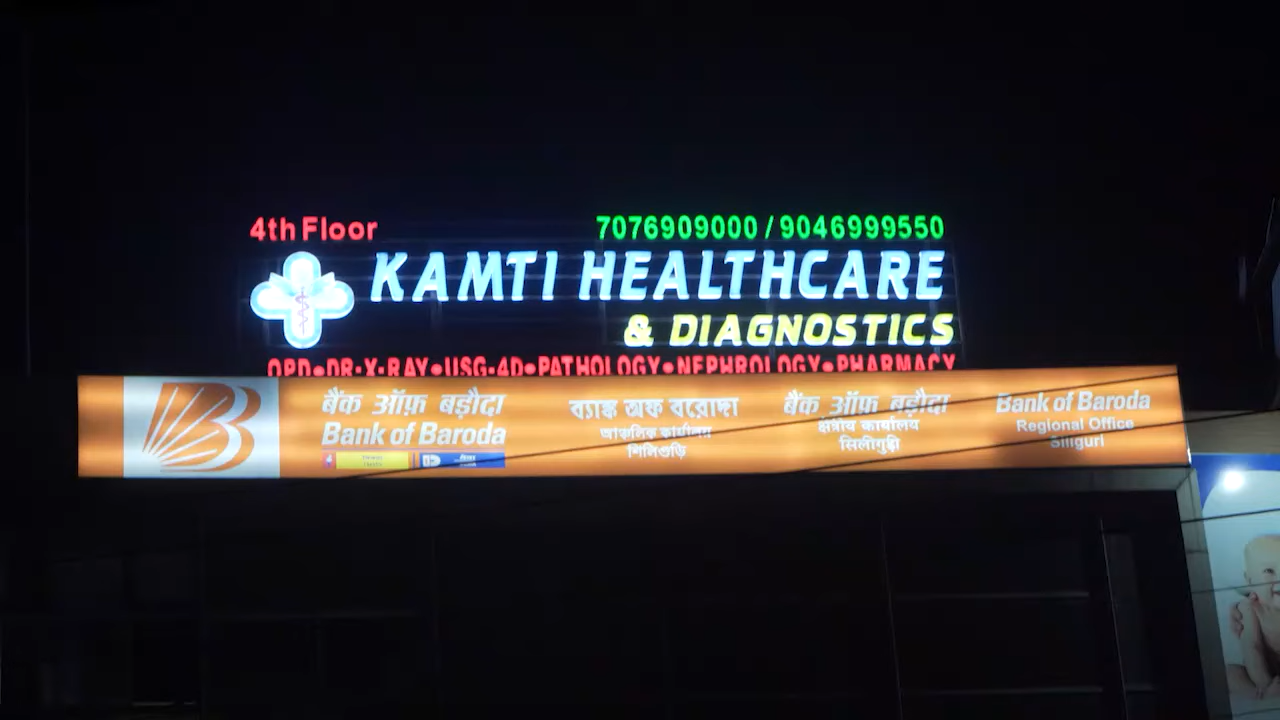 4th Floor
7076909000 / 9046999550
KAMTI HEALTHCARE
& DIAGNOSTICS
OPD•DR-X-RAY•USG-4D•PATHOLOGY•NEPHROLOGY•PHARMACY
बैंक ऑफ़ बड़ौदा
Bank of Baroda
ব্যাঙ্ক অফ বরোদা
আঞ্চলিক কার্যালয়
শিলিগুড়ি
बैंक ऑफ़ बड़ौदा
क्षेत्रीय कार्यालय
सिलीगुड़ी
Bank of Baroda
Regional Office
Siliguri